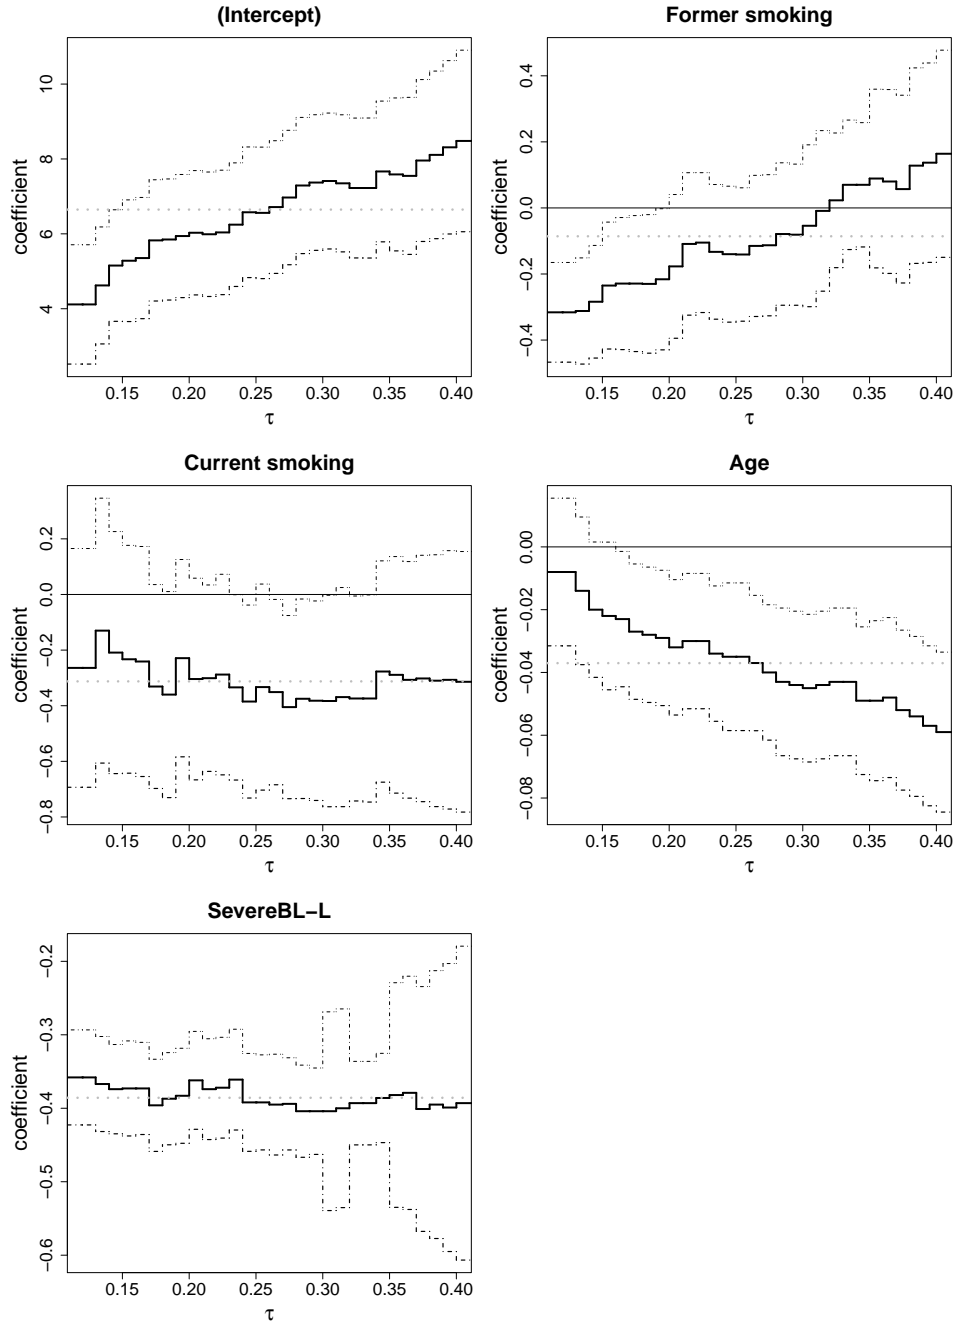 (Intercept)
coefficient
4 6 8 10
0.15 0.20 0.25 0.30 0.35 0.40
τ
Former smoking
coefficient
−0.4 −0.2 0.0 0.2 0.4
0.15 0.20 0.25 0.30 0.35 0.40
τ
Current smoking
coefficient
−0.8 −0.6 −0.4 −0.2 0.0 0.2
0.15 0.20 0.25 0.30 0.35 0.40
τ
Age
coefficient
−0.08 −0.06 −0.04 −0.02 0.00
0.15 0.20 0.25 0.30 0.35 0.40
τ
SevereBL−L
coefficient
−0.6 −0.5 −0.4 −0.3 −0.2
0.15 0.20 0.25 0.30 0.35 0.40
τ